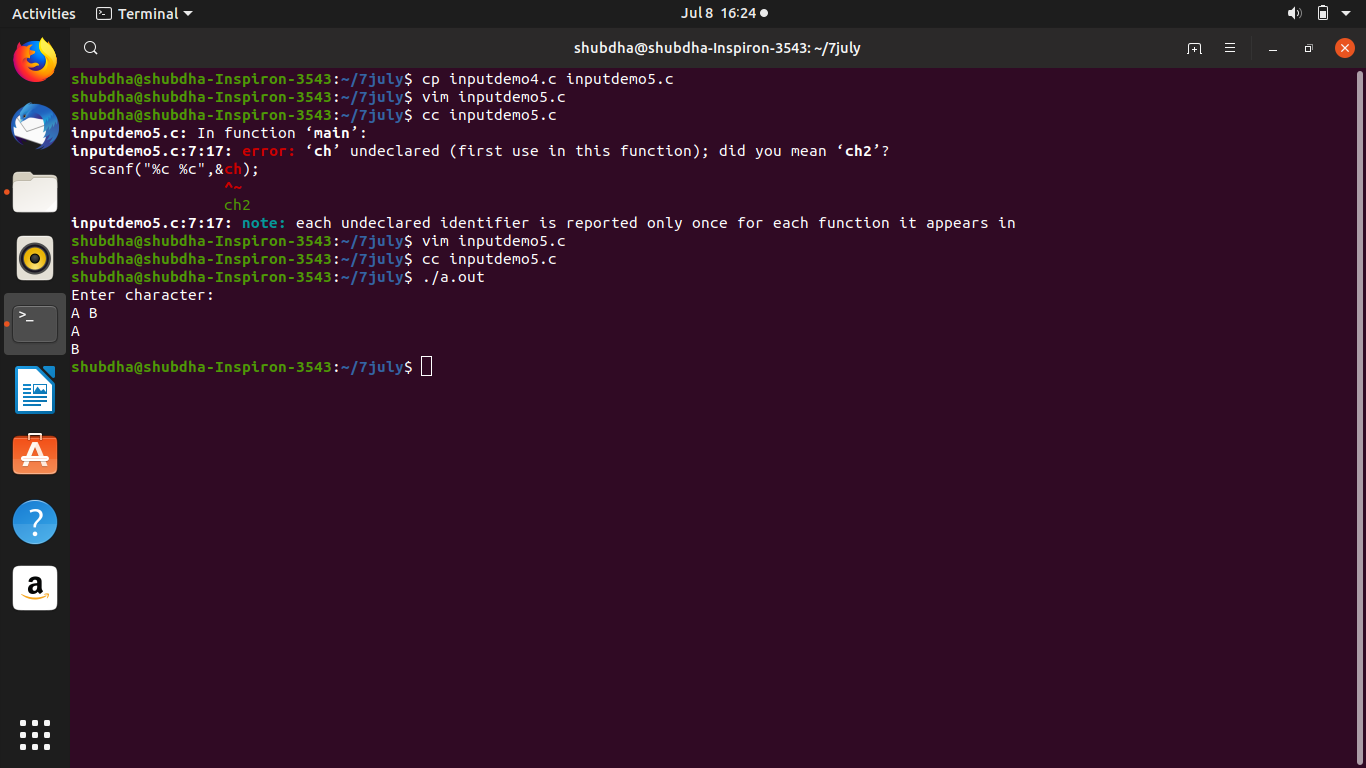 Activities Terminal Jul 8 16:24
shubdha@shubdha-Inspiron-3543: ~/7july
shubdha@shubdha-Inspiron-3543:~/7july$ cp inputdemo4.c inputdemo5.c
shubdha@shubdha-Inspiron-3543:~/7july$ vim inputdemo5.c
shubdha@shubdha-Inspiron-3543:~/7july$ cc inputdemo5.c
inputdemo5.c: In function ‘main’:
inputdemo5.c:7:17: error: ‘ch’ undeclared (first use in this function); did you mean ‘ch2’?
  scanf("%c %c",&ch);
                 ^~
                 ch2
inputdemo5.c:7:17: note: each undeclared identifier is reported only once for each function it appears in
shubdha@shubdha-Inspiron-3543:~/7july$ vim inputdemo5.c
shubdha@shubdha-Inspiron-3543:~/7july$ cc inputdemo5.c
shubdha@shubdha-Inspiron-3543:~/7july$ ./a.out
Enter character:
A B
A
B
shubdha@shubdha-Inspiron-3543:~/7july$